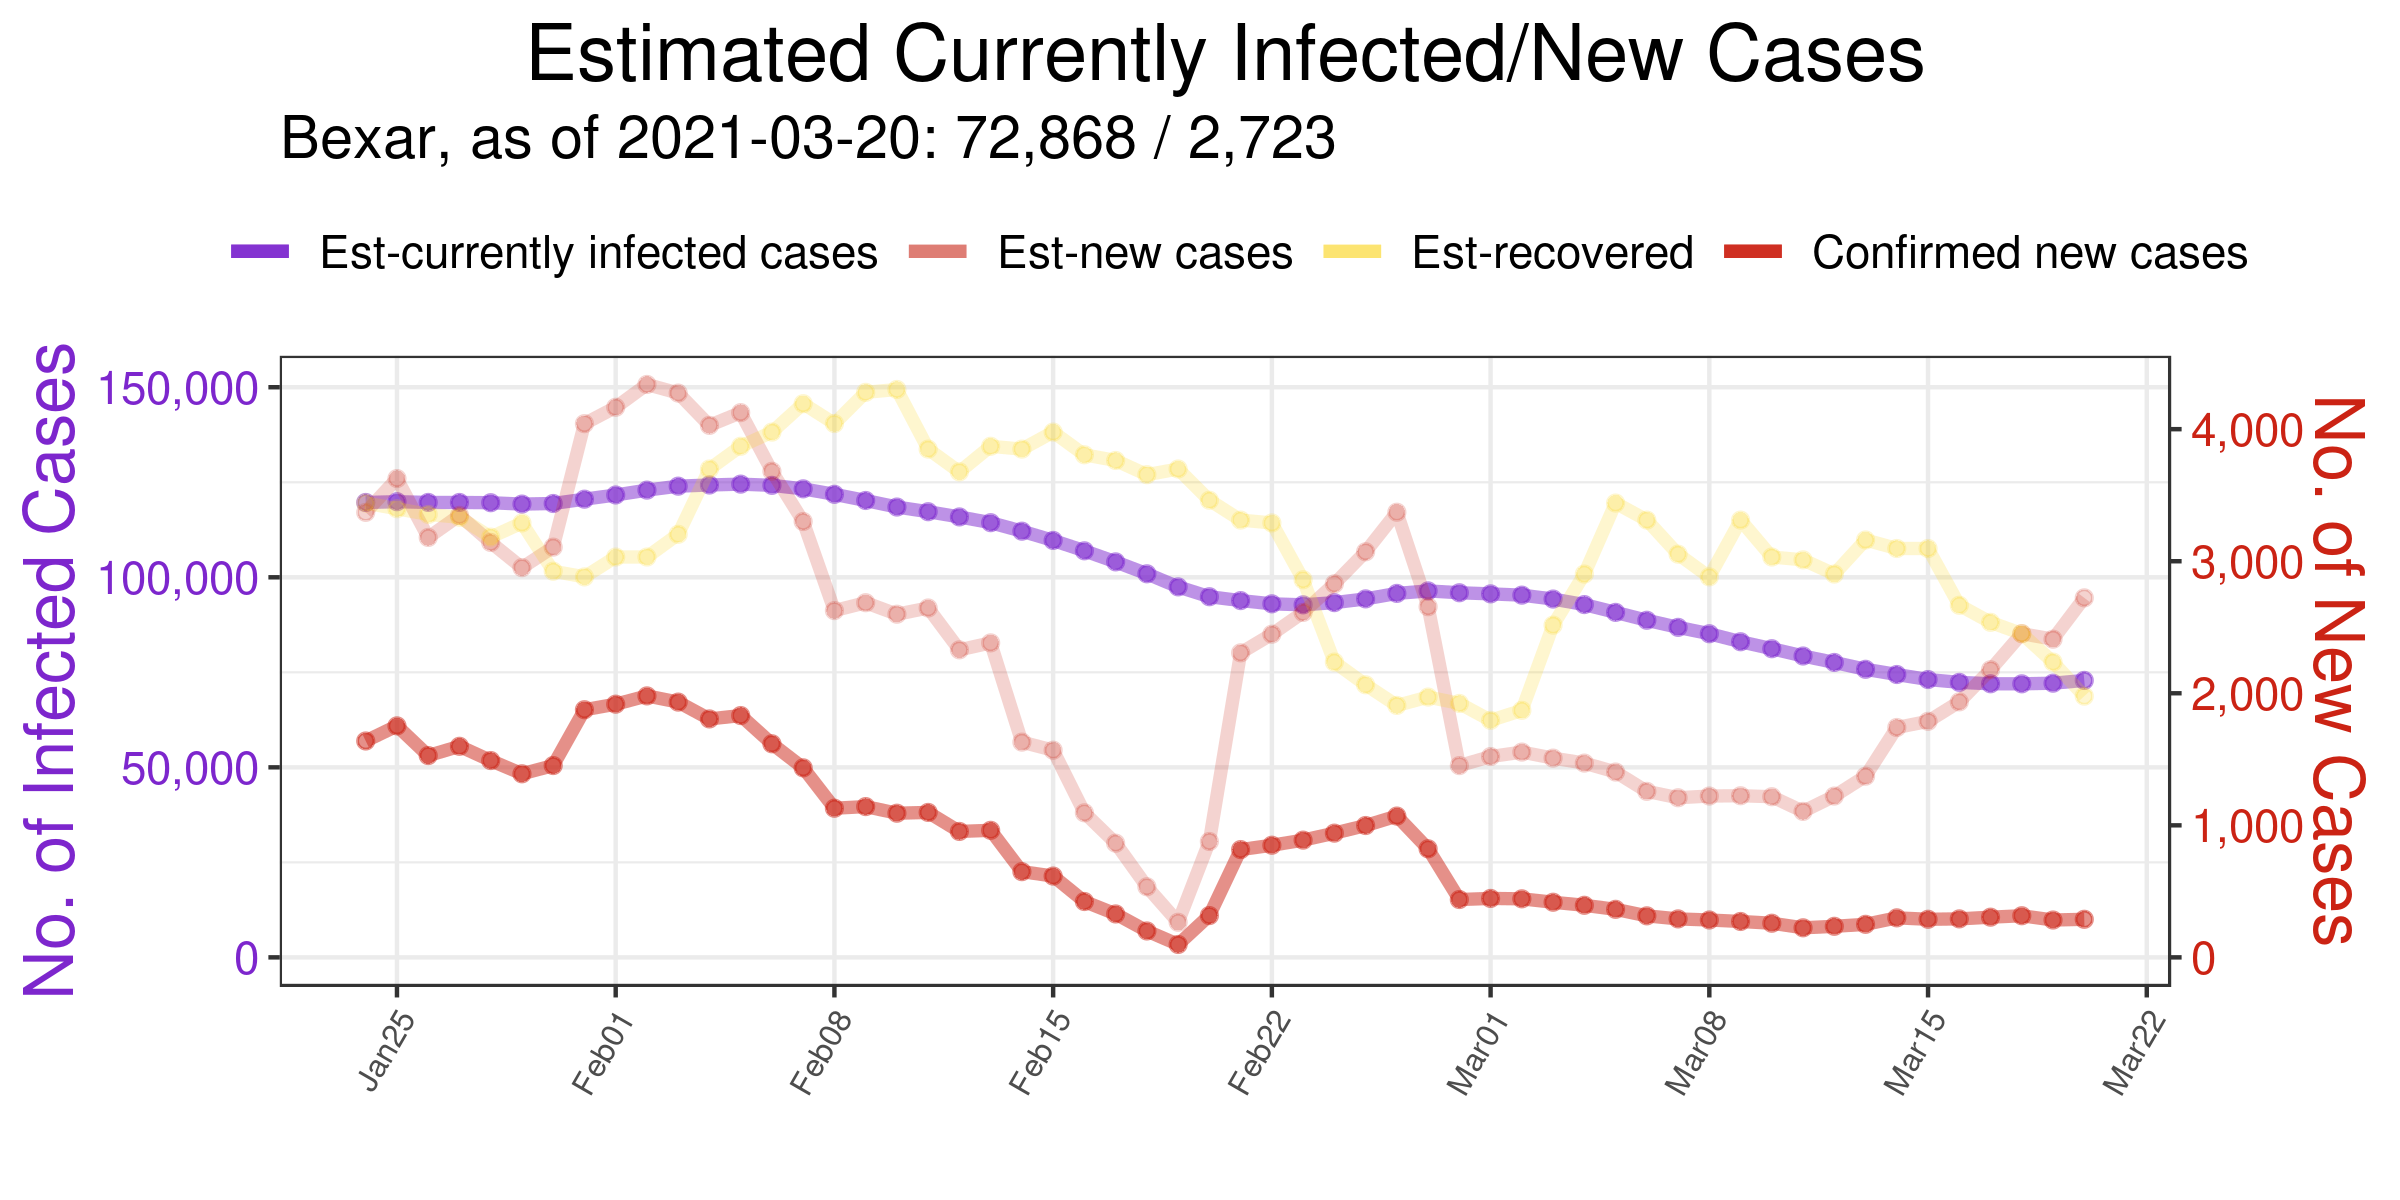 Estimated Currently Infected/New Cases
Bexar, as of 2021-03-20: 72,868 / 2,723
Est-currently infected cases Est-new cases Est-recovered Confirmed new cases
No. of Infected Cases
150,000
100,000
50,000
0
4,000
3,000
2,000
1,000
0
No. of New Cases
Jan25 Feb01 Feb08 Feb15 Feb22 Mar01 Mar08 Mar15 Mar22